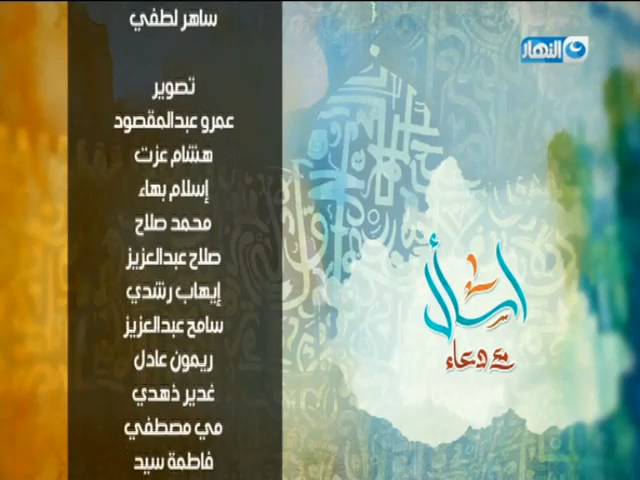 ساهر لطفي
النهار
تصوير
عمرو عبدالمقصود
هشام عزت
إسلام بهاء
محمد صلاح
صلاح عبدالعزيز
إيهاب رشدي
سامح عبدالعزيز
ريمون عادل
غدير ذهدي
مي مصطفي
فاطمة سيد
اسأل
مع دعاء